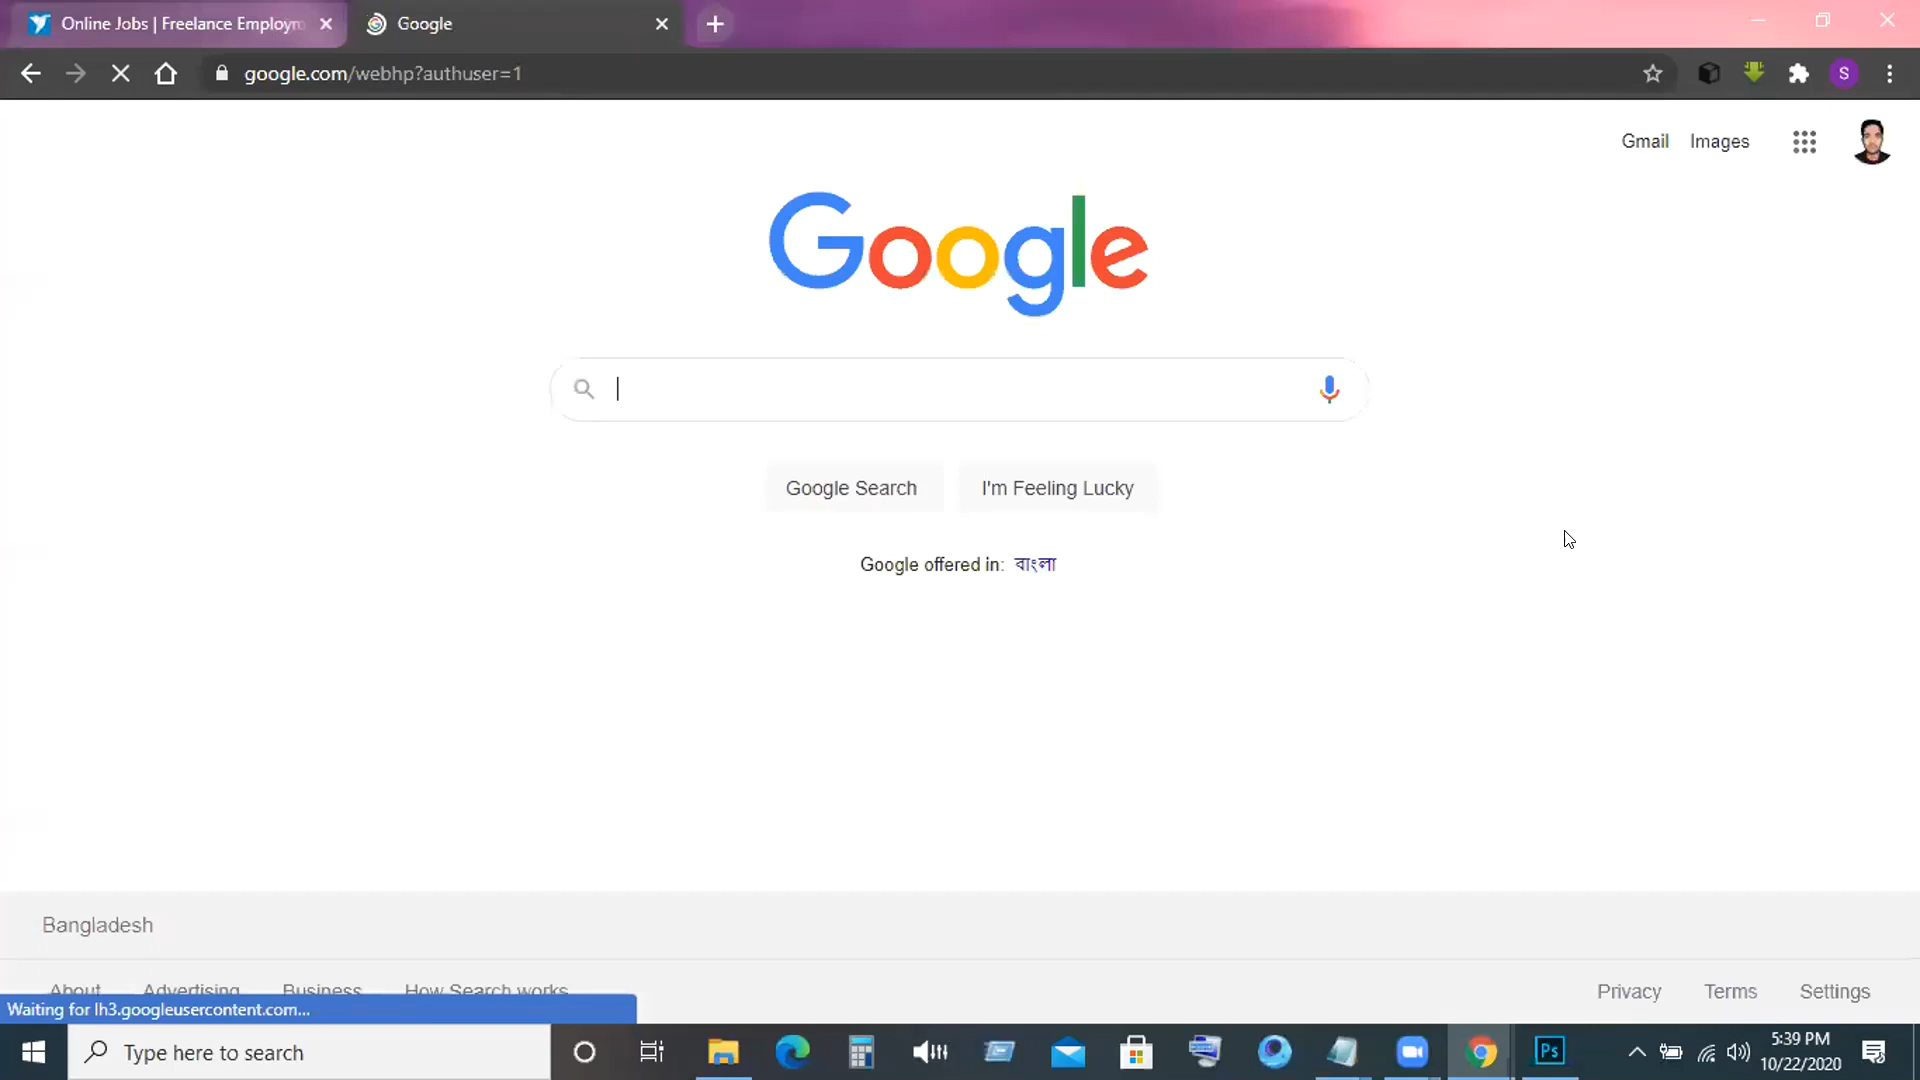 Online Jobs | Freelance Employm
Google
google.com/webhp?authuser=1
S
Gmail Images
Google
Google Search I'm Feeling Lucky
Google offered in: বাংলা
Bangladesh
About Advertising Business How Search works
Privacy Terms Settings
Waiting for lh3.googleusercontent.com...
Type here to search
Ps
5:39 PM
10/22/2020